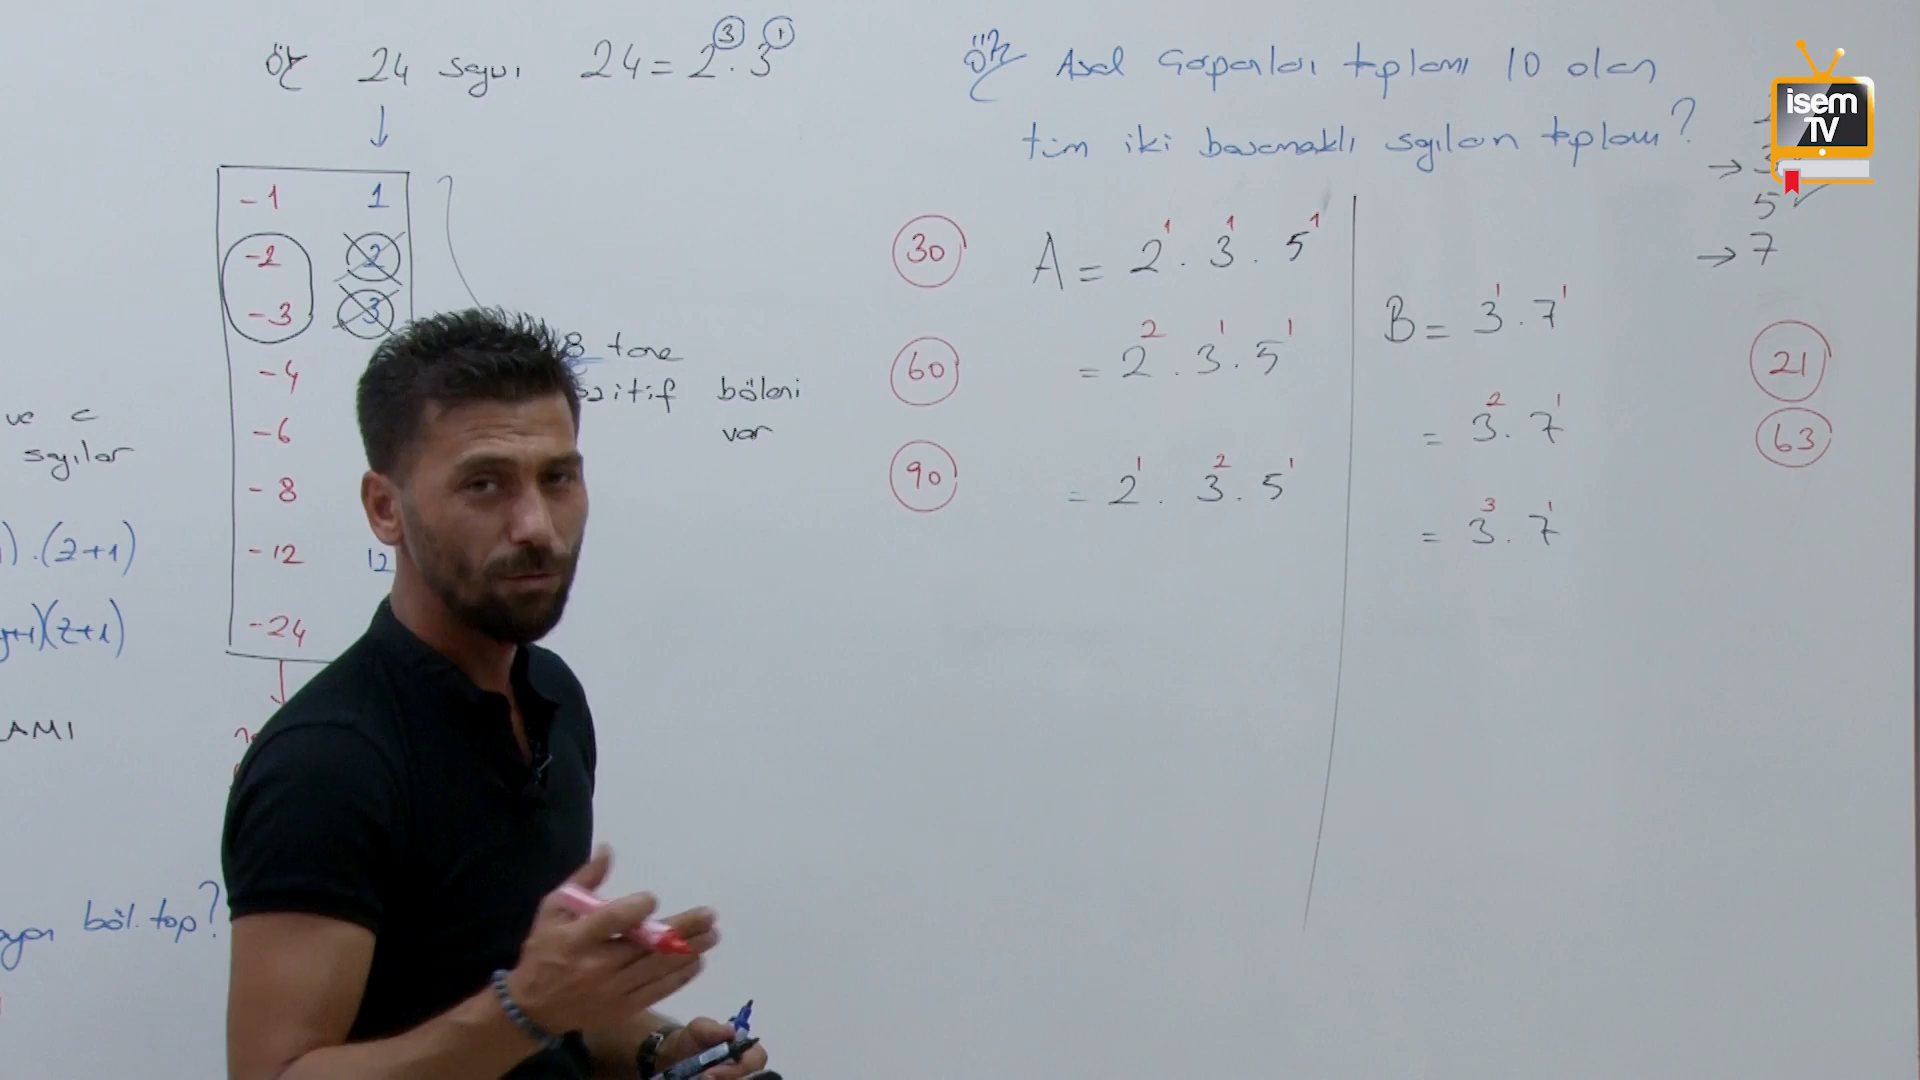 ör 24 sayısı 24 = 2³ . 3¹
-1 1
-2 2
-3 3
-4
-6
-8
-12 12
-24
8 tane
pozitif böleni
var
ve c
sayılar
) . (z+1)
y+1)(z+1)
AMI
böl. top?
ör Asal Çarpanları toplamı 10 olan
tüm iki basamaklı sayıların toplamı?
30 A = 2¹ . 3¹ . 5¹
60 = 2² . 3¹ . 5¹
90 = 2¹ . 3² . 5¹
B = 3¹ . 7¹
= 3² . 7¹
= 3³ . 7¹
→ 3
5
→ 7
21
63
isem
TV